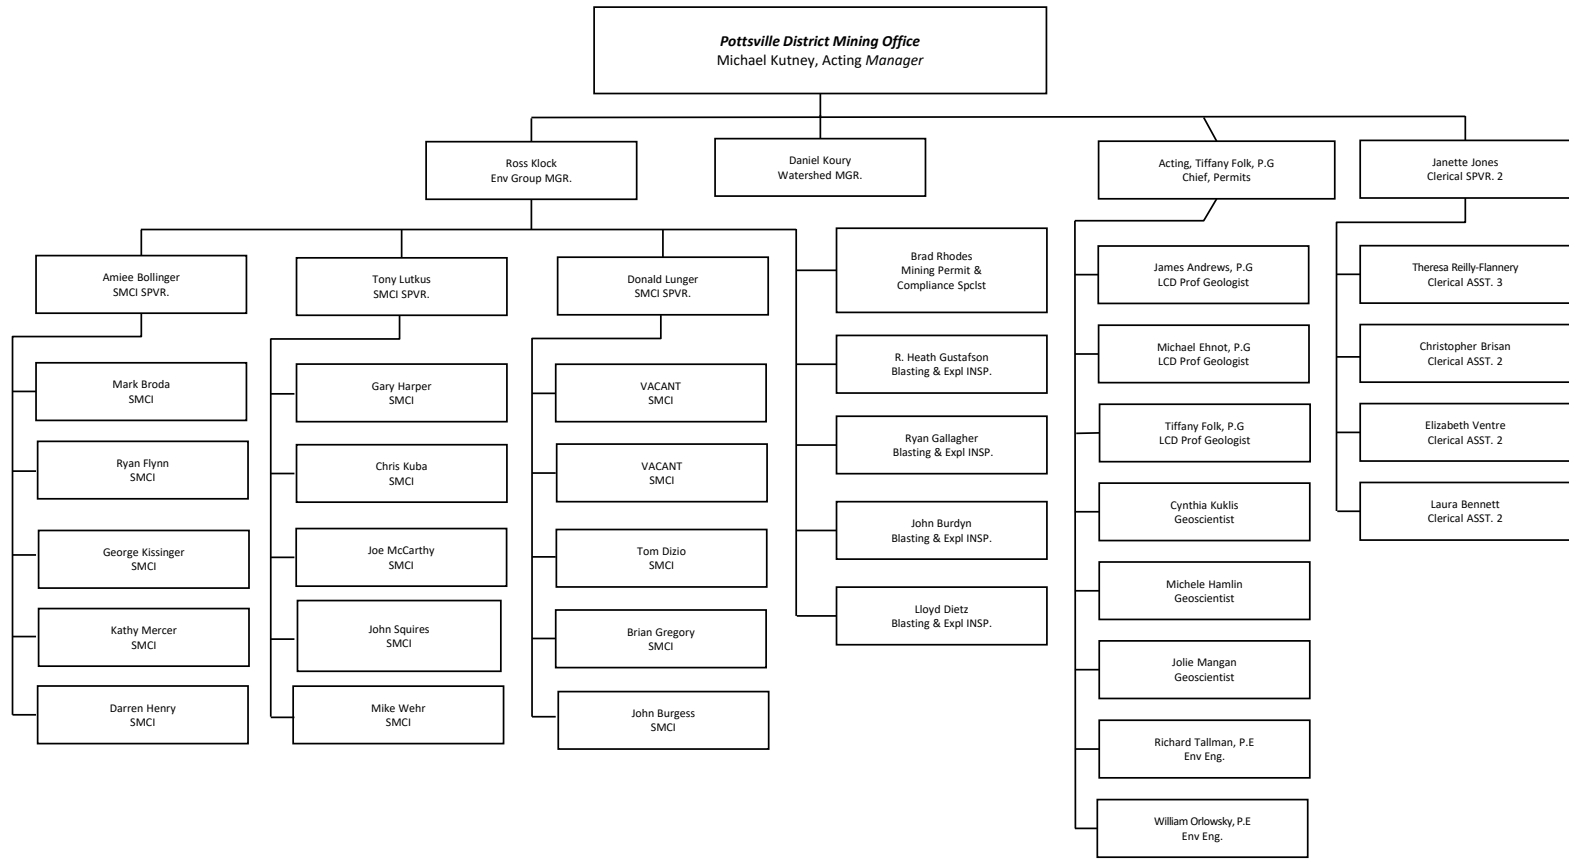 Pottsville District Mining Office
Michael Kutney, Acting Manager
Ross Klock
Env Group MGR.
Daniel Koury
Watershed MGR.
Acting, Tiffany Folk, P.G
Chief, Permits
Janette Jones
Clerical SPVR. 2
Amiee Bollinger
SMCI SPVR.
Mark Broda
SMCI
Ryan Flynn
SMCI
George Kissinger
SMCI
Kathy Mercer
SMCI
Darren Henry
SMCI
Tony Lutkus
SMCI SPVR.
Gary Harper
SMCI
Chris Kuba
SMCI
Joe McCarthy
SMCI
John Squires
SMCI
Mike Wehr
SMCI
Donald Lunger
SMCI SPVR.
VACANT
SMCI
VACANT
SMCI
Tom Dizio
SMCI
Brian Gregory
SMCI
John Burgess
SMCI
Brad Rhodes
Mining Permit &
Compliance Spclst
R. Heath Gustafson
Blasting & Expl INSP.
Ryan Gallagher
Blasting & Expl INSP.
John Burdyn
Blasting & Expl INSP.
Lloyd Dietz
Blasting & Expl INSP.
James Andrews, P.G
LCD Prof Geologist
Michael Ehnot, P.G
LCD Prof Geologist
Tiffany Folk, P.G
LCD Prof Geologist
Cynthia Kuklis
Geoscientist
Michele Hamlin
Geoscientist
Jolie Mangan
Geoscientist
Richard Tallman, P.E
Env Eng.
William Orlowsky, P.E
Env Eng.
Theresa Reilly-Flannery
Clerical ASST. 3
Christopher Brisan
Clerical ASST. 2
Elizabeth Ventre
Clerical ASST. 2
Laura Bennett
Clerical ASST. 2